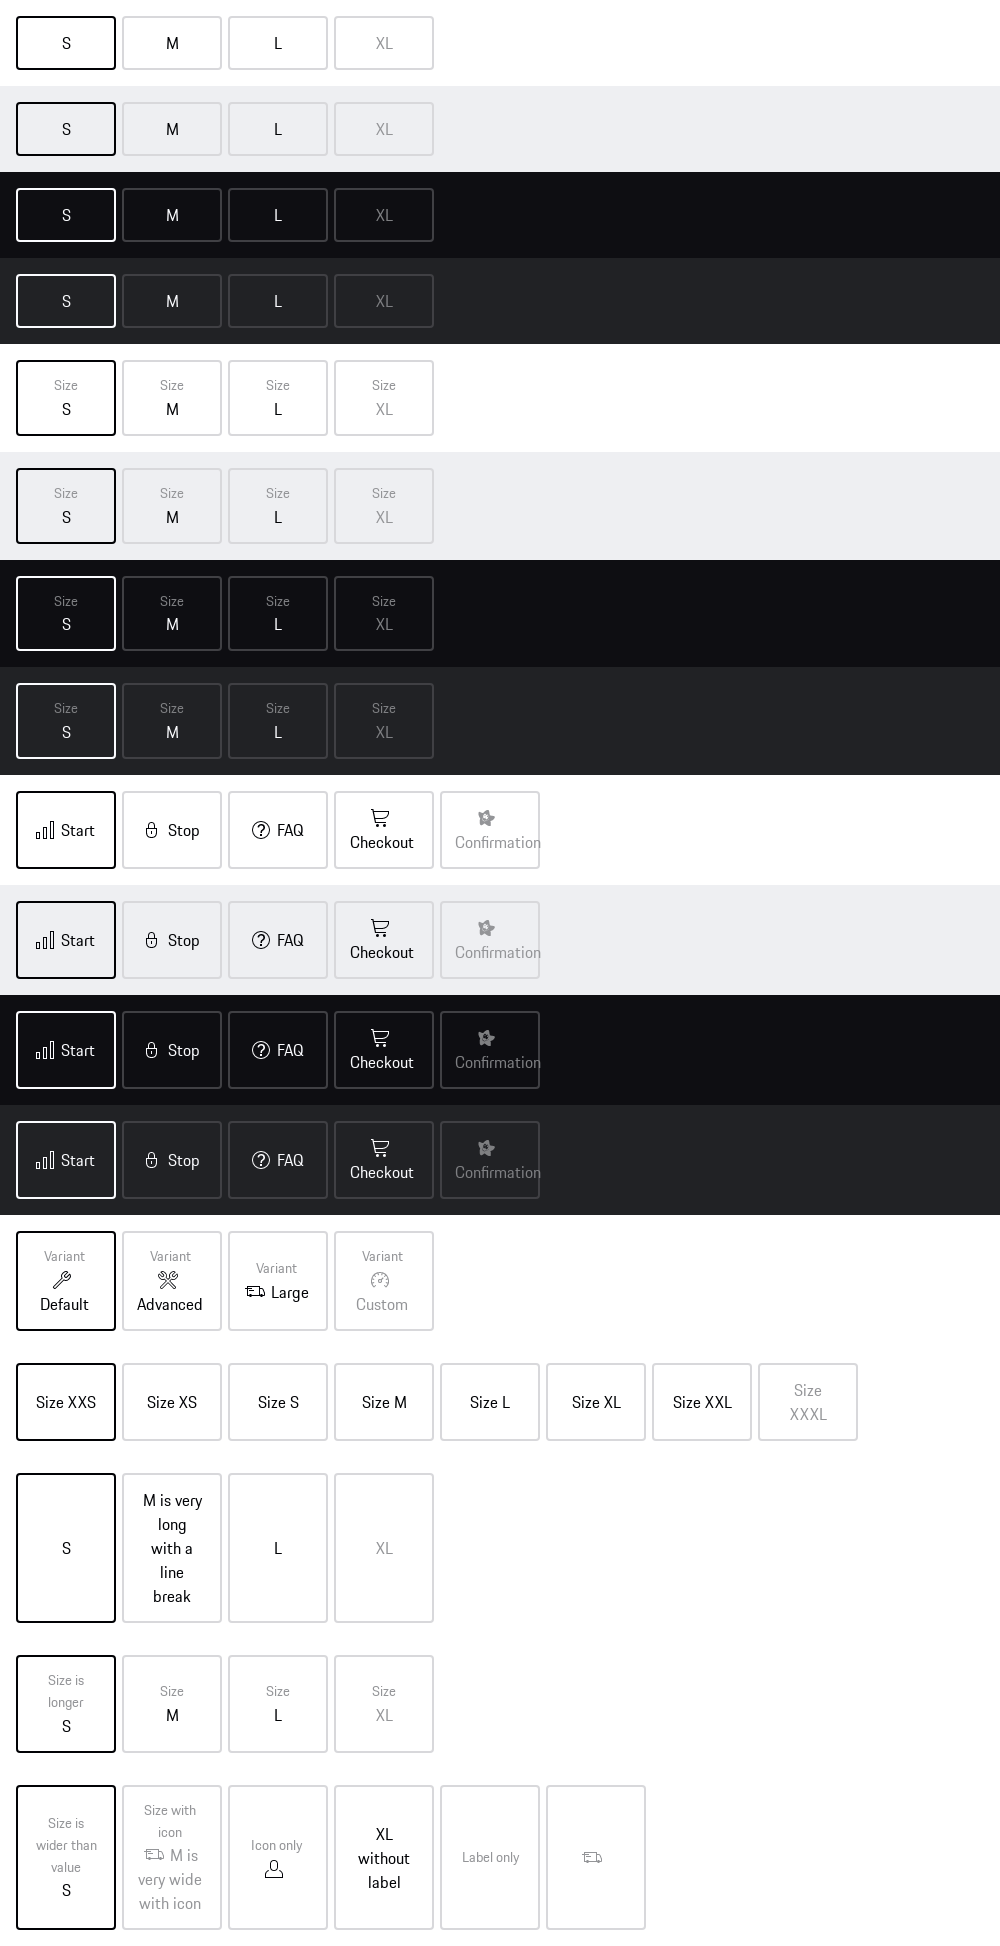 S M L XL
S M L XL
S M L XL
S M L XL
Size Size Size Size
S M L XL
Size Size Size Size
S M L XL
Size Size Size Size
S M L XL
Size Size Size Size
S M L XL
Start Stop FAQ
Checkout Confirmation
Start Stop FAQ
Checkout Confirmation
Start Stop FAQ
Checkout Confirmation
Start Stop FAQ
Checkout Confirmation
Variant
Default
Variant
Advanced
Variant
Large
Variant
Custom
Size XXS
Size XS
Size S
Size M
Size L
Size XL
Size XXL
Size
XXXL
S
M is very
long
with a
line
break
L
XL
Size is
longer
S
Size
M
Size
L
Size
XL
Size is
wider than
value
S
Size with
icon
M is
very wide
with icon
Icon only
XL
without
label
Label only